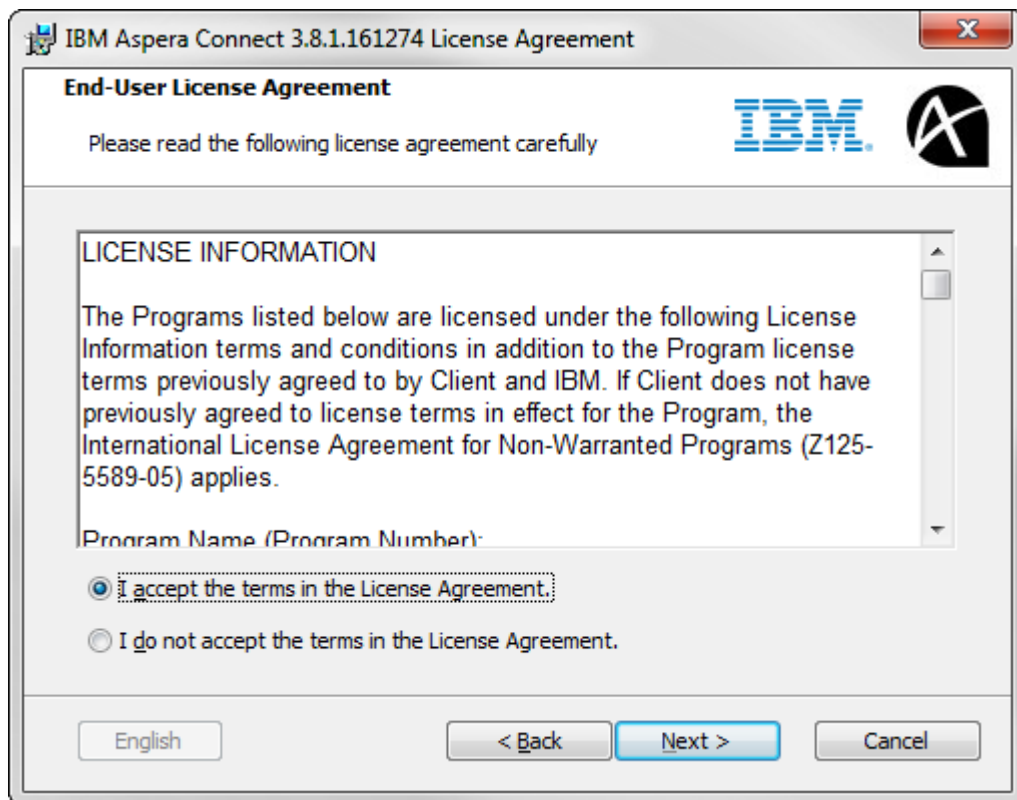 IBM Aspera Connect 3.8.1.161274 License Agreement
End-User License Agreement
Please read the following license agreement carefully
IBM.
LICENSE INFORMATION
The Programs listed below are licensed under the following License
Information terms and conditions in addition to the Program license
terms previously agreed to by Client and IBM. If Client does not have
previously agreed to license terms in effect for the Program, the
International License Agreement for Non-Warranted Programs (Z125-
5589-05) applies.
Program Name (Program Number):
I accept the terms in the License Agreement.
I do not accept the terms in the License Agreement.
English
< Back
Next >
Cancel